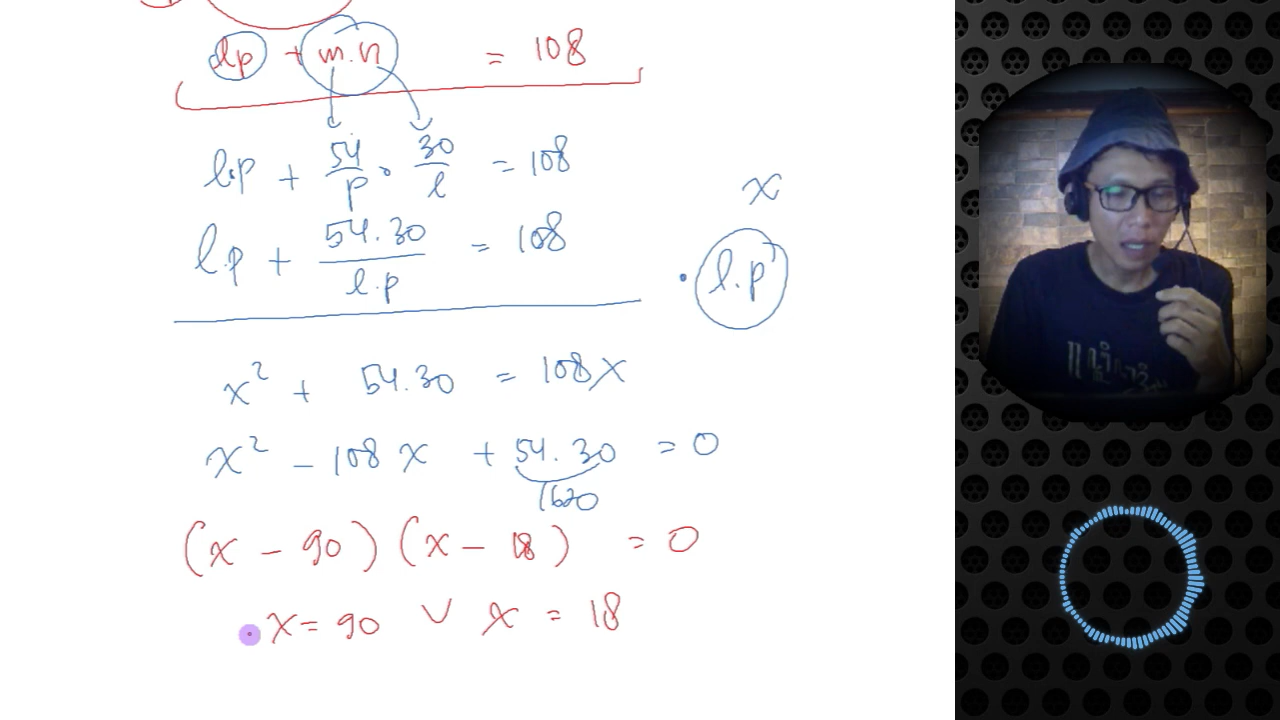 lp + m.n = 108
l.p + 54/p . 30/l = 108
x
l.p + 54.30/l.p = 108
. l.p
x² + 54.30 = 108x
x² - 108x + 54.30 = 0
1620
(x - 90) (x - 18) = 0
x = 90 ∨ x = 18